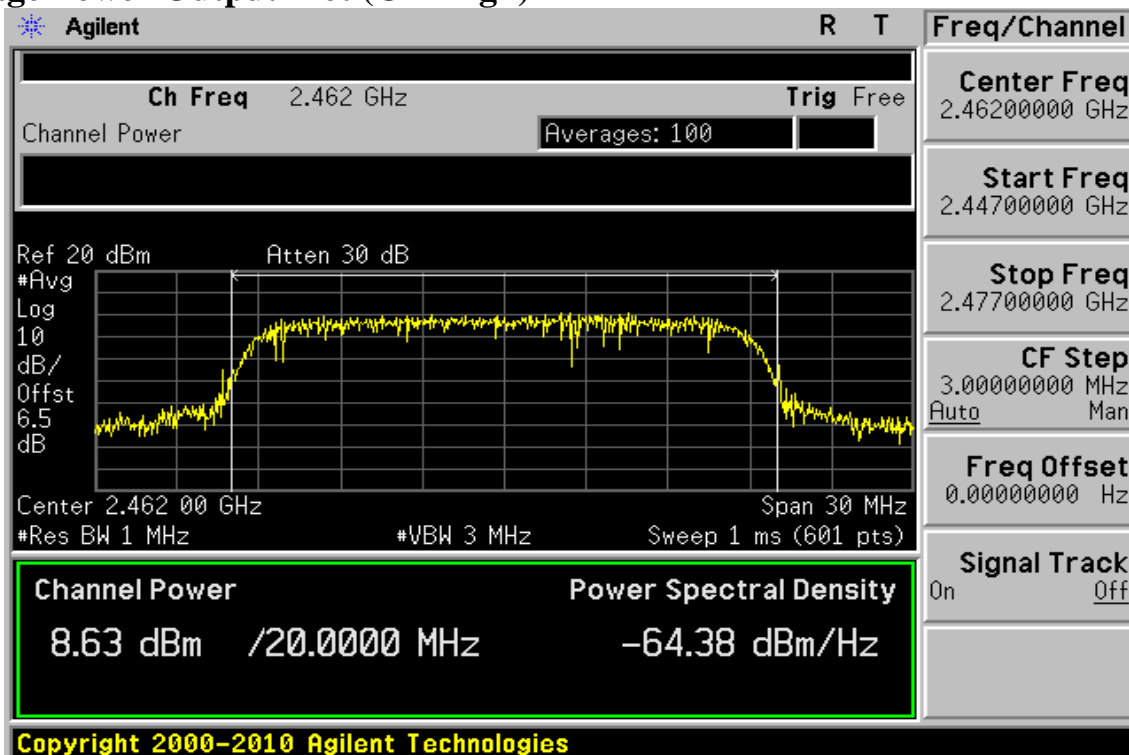 Agilent R T
Freq/Channel
Ch Freq 2.462 GHz Trig Free
Channel Power Averages: 100
Center Freq
2.46200000 GHz
Start Freq
2.44700000 GHz
Stop Freq
2.47700000 GHz
CF Step
3.00000000 MHz
Auto Man
Freq Offset
0.00000000 Hz
Signal Track
On Off
Ref 20 dBm Atten 30 dB
#Avg
Log
10
dB/
Offst
6.5
dB
Center 2.462 00 GHz Span 30 MHz
#Res BW 1 MHz #VBW 3 MHz Sweep 1 ms (601 pts)
Channel Power Power Spectral Density
8.63 dBm /20.0000 MHz -64.38 dBm/Hz
Copyright 2000-2010 Agilent Technologies